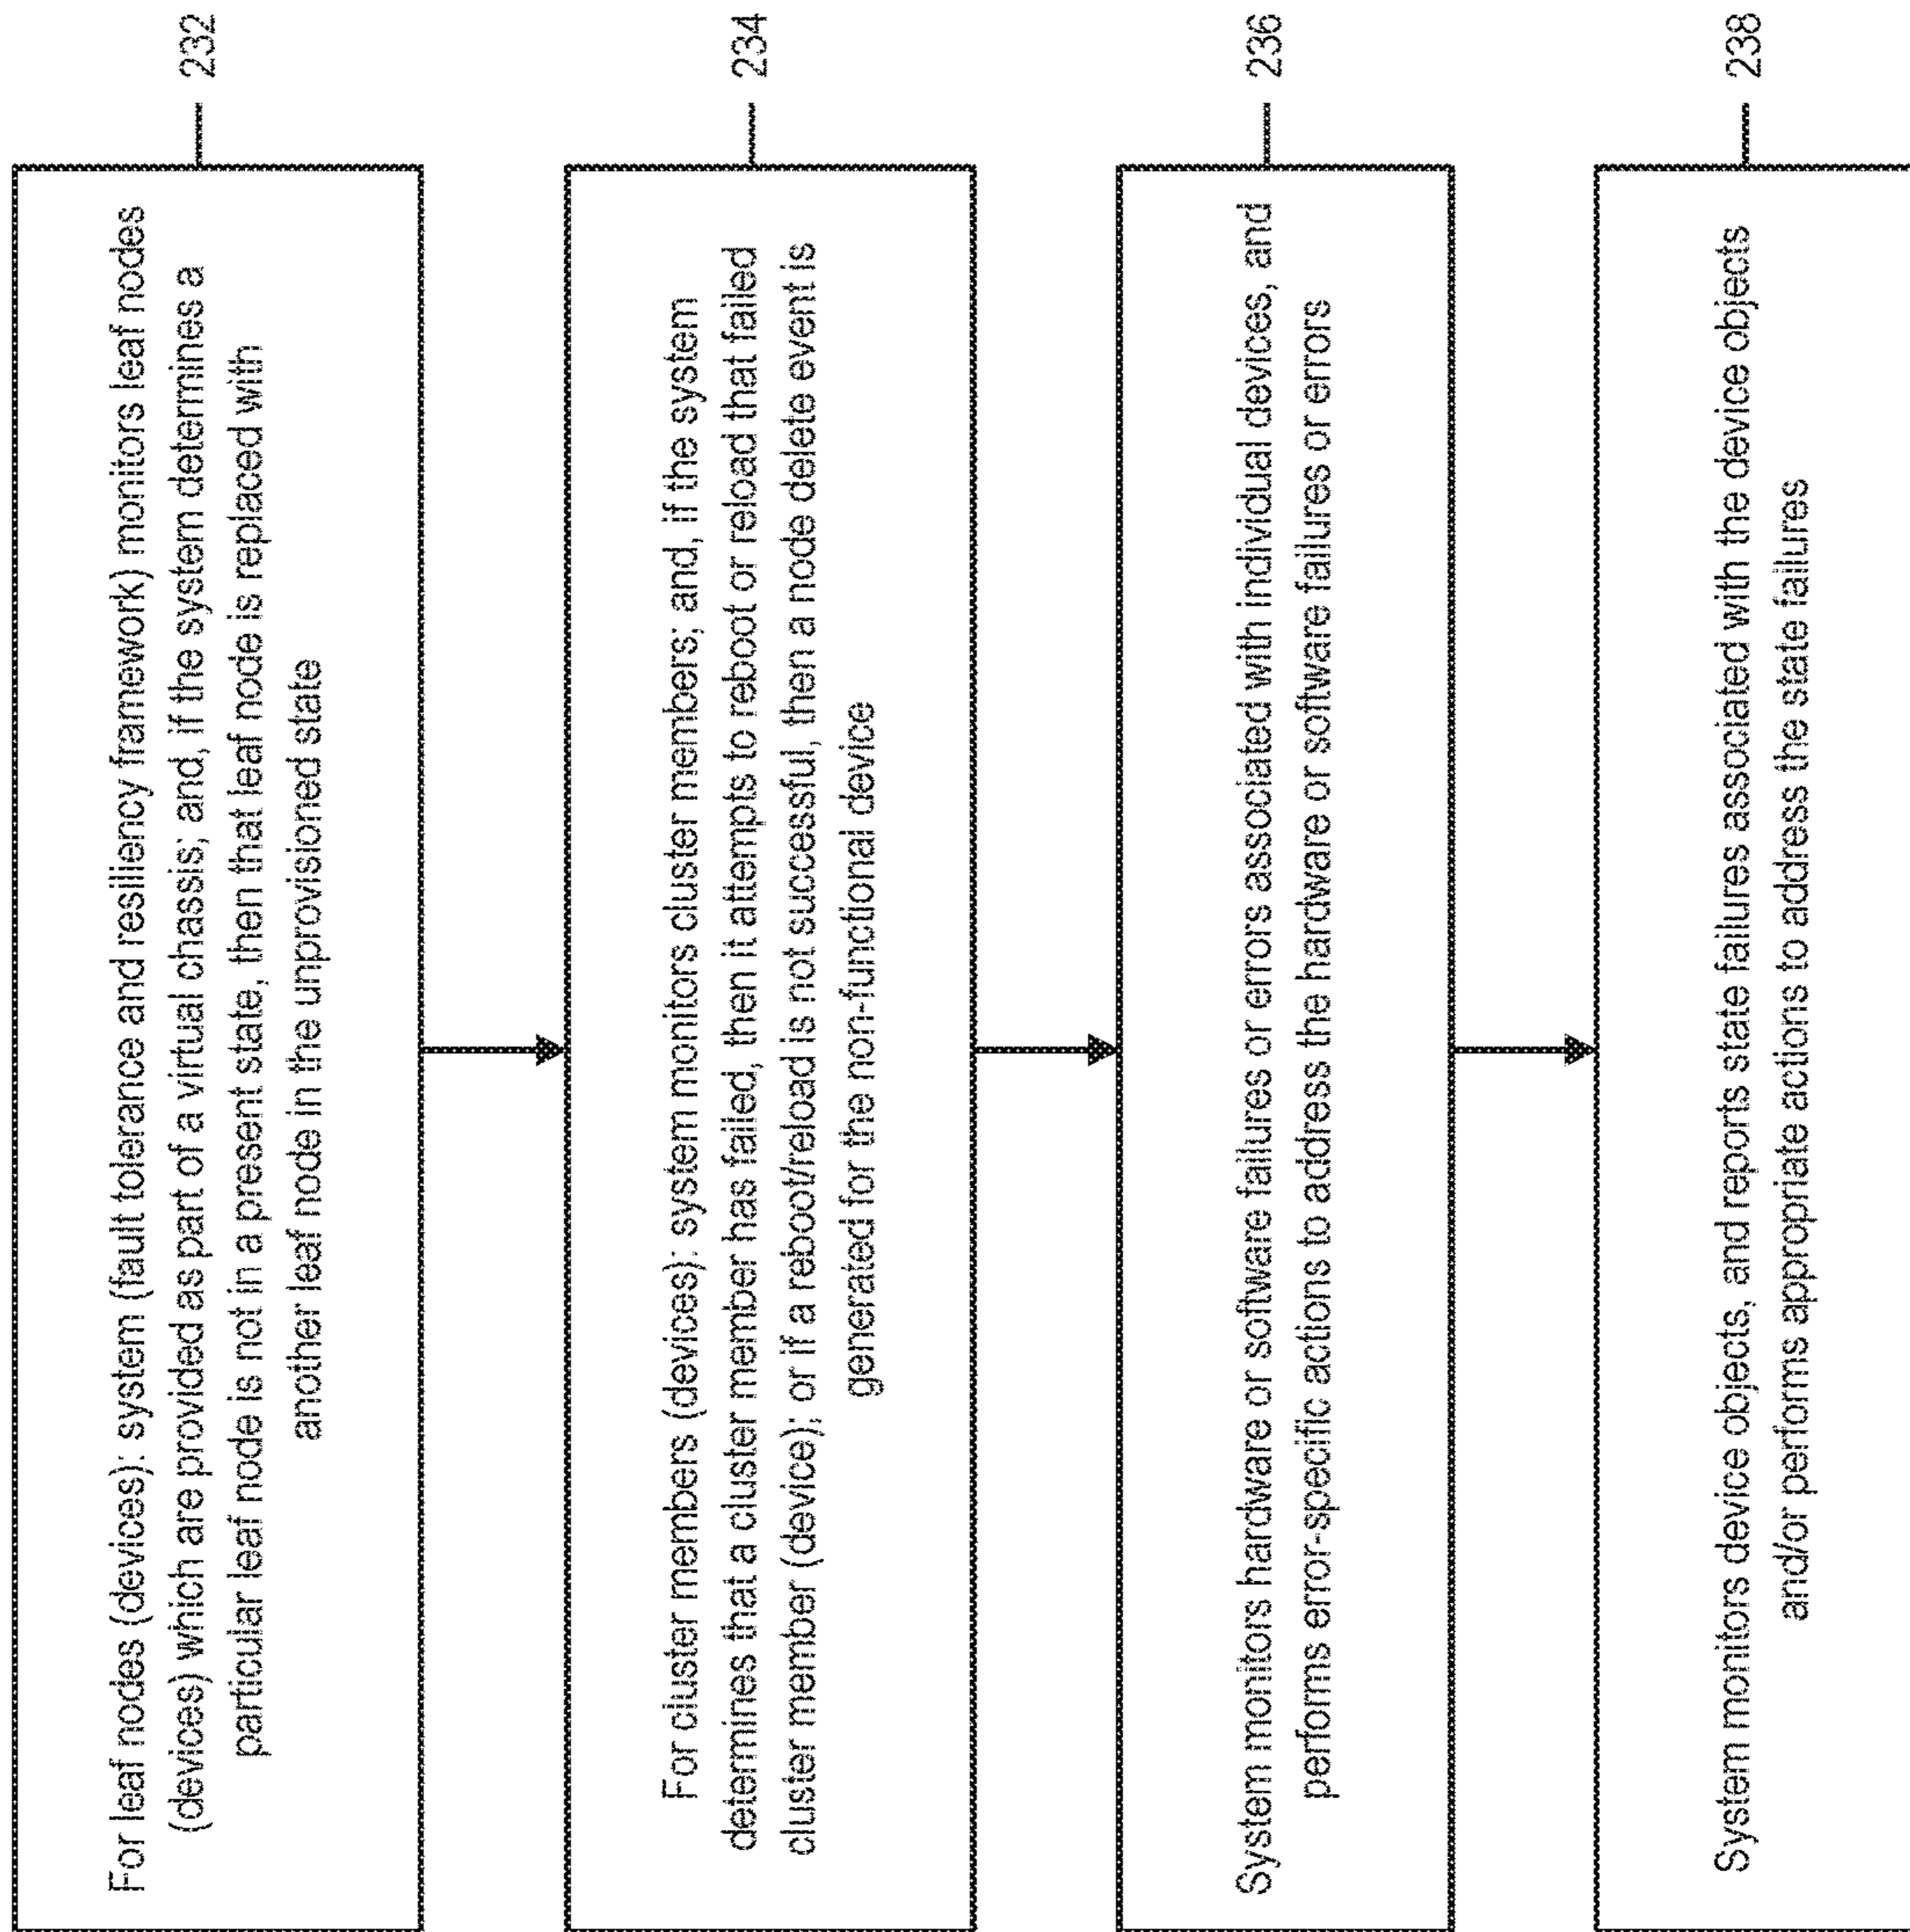 For leaf nodes (devices): system (fault tolerance and resiliency framework) monitors leaf nodes
(devices) which are provided as part of a virtual chassis; and, if the system determines a
particular leaf node is not in a present state, then that leaf node is replaced with
another leaf node in the unprovisioned state
232
For cluster members (devices): system monitors cluster members; and, if the system
determines that a cluster member has failed, then it attempts to reboot or reload that failed
cluster member (device); or if a reboot/reload is not successful, then a node delete event is
generated for the non-functional device
234
System monitors hardware or software failures or errors associated with individual devices, and
performs error-specific actions to address the hardware or software failures or errors
236
System monitors device objects, and reports state failures associated with the device objects
and/or performs appropriate actions to address the state failures
238